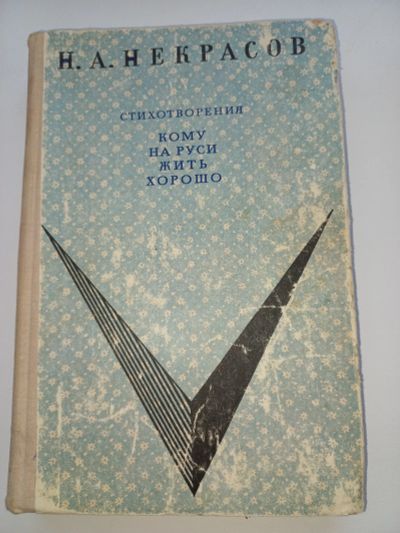 Н. А. НЕКРАСОВ
СТИХОТВОРЕНИЯ
КОМУ
НА РУСИ
ЖИТЬ
ХОРОШО